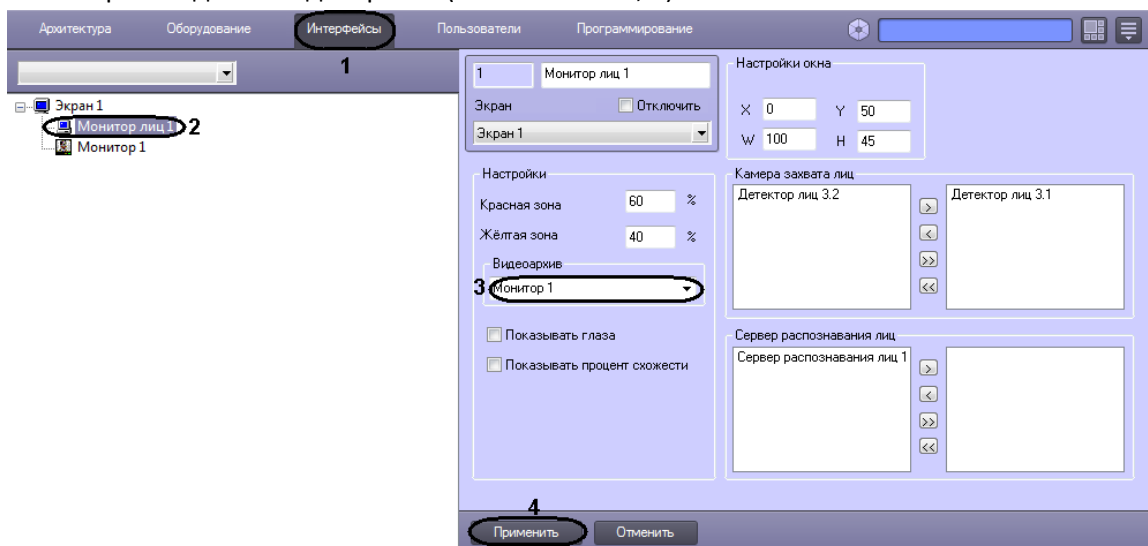 Архитектура Оборудование Интерфейсы Пользователи Программирование
1
Экран 1
Монитор лиц 1 2
Монитор 1
1 Монитор лиц 1
Экран Отключить
Экран 1
Настройки окна
X 0 Y 50
W 100 H 45
Настройки
Красная зона 60 %
Жёлтая зона 40 %
Видеоархив
3 Монитор 1
Показывать глаза
Показывать процент схожести
Камера захвата лиц
Детектор лиц 3.2 > Детектор лиц 3.1
<
>>
<<
Сервер распознавания лиц
Сервер распознавания лиц 1 >
<
>>
<<
4
Применить Отменить